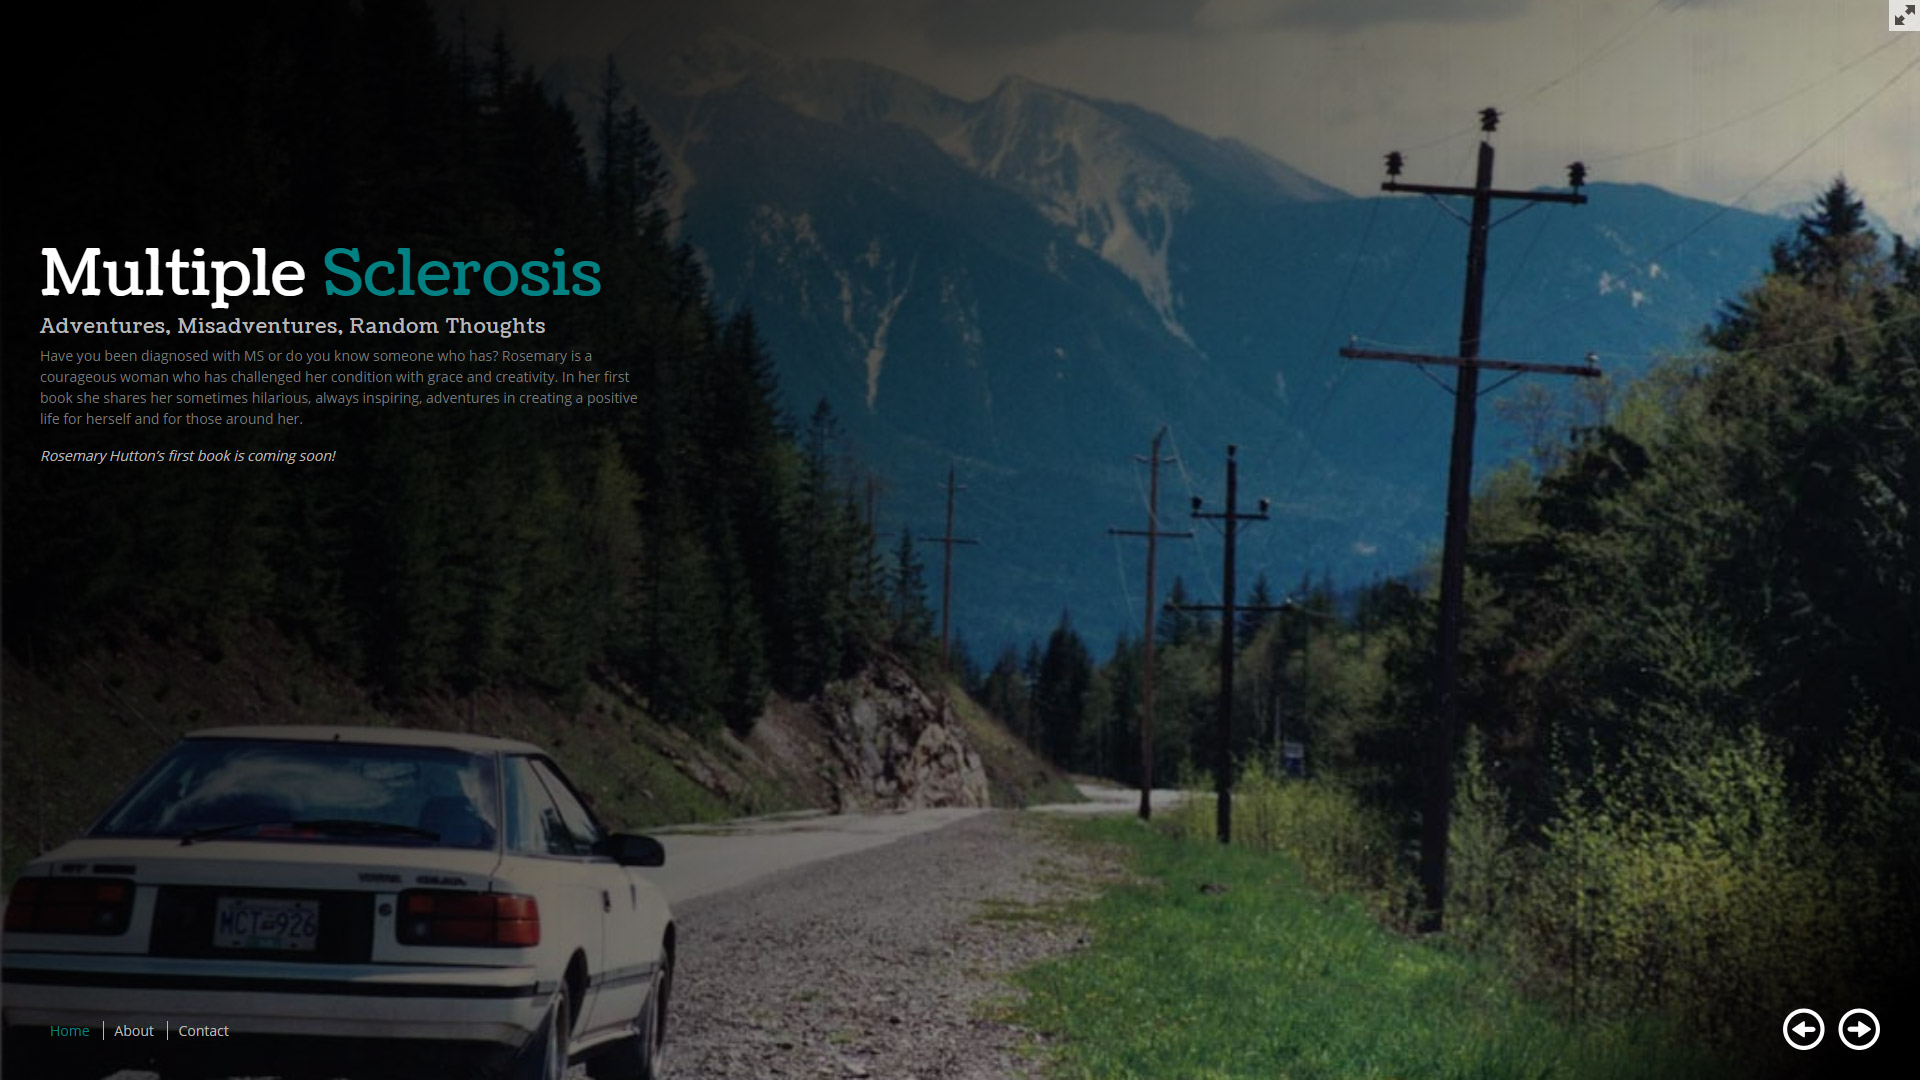 Multiple Sclerosis
Adventures, Misadventures, Random Thoughts
Have you been diagnosed with MS or do you know someone who has? Rosemary is a
courageous woman who has challenged her condition with grace and creativity. In her first
book she shares her sometimes hilarious, always inspiring, adventures in creating a positive
life for herself and for those around her.
Rosemary Hutton's first book is coming soon!
MCT 926
Home
About
Contact